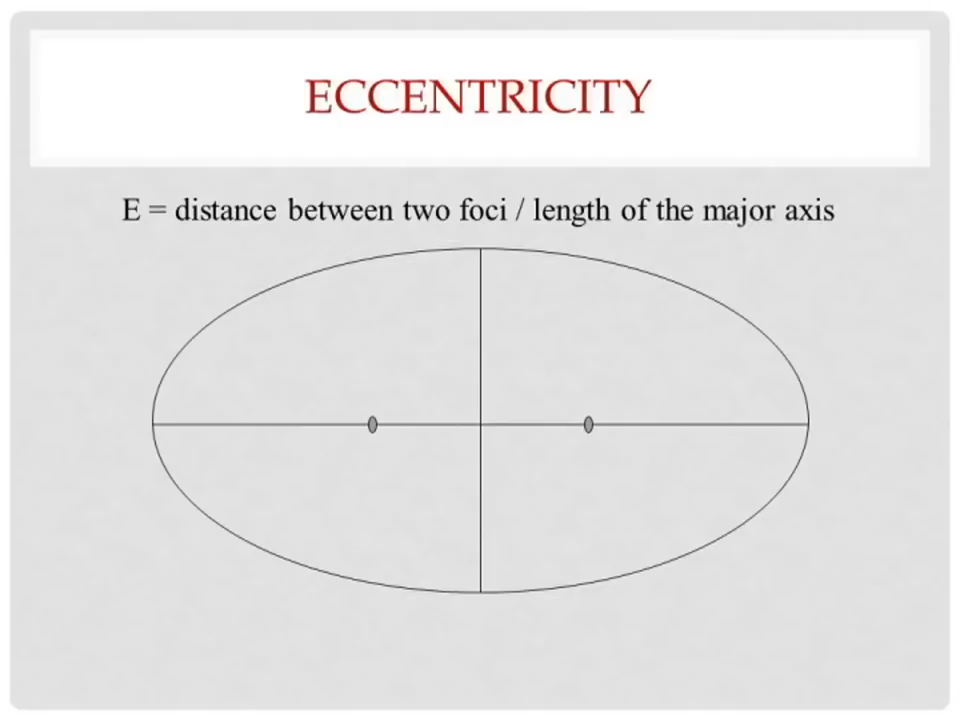 ECCENTRICITY
E = distance between two foci / length of the major axis